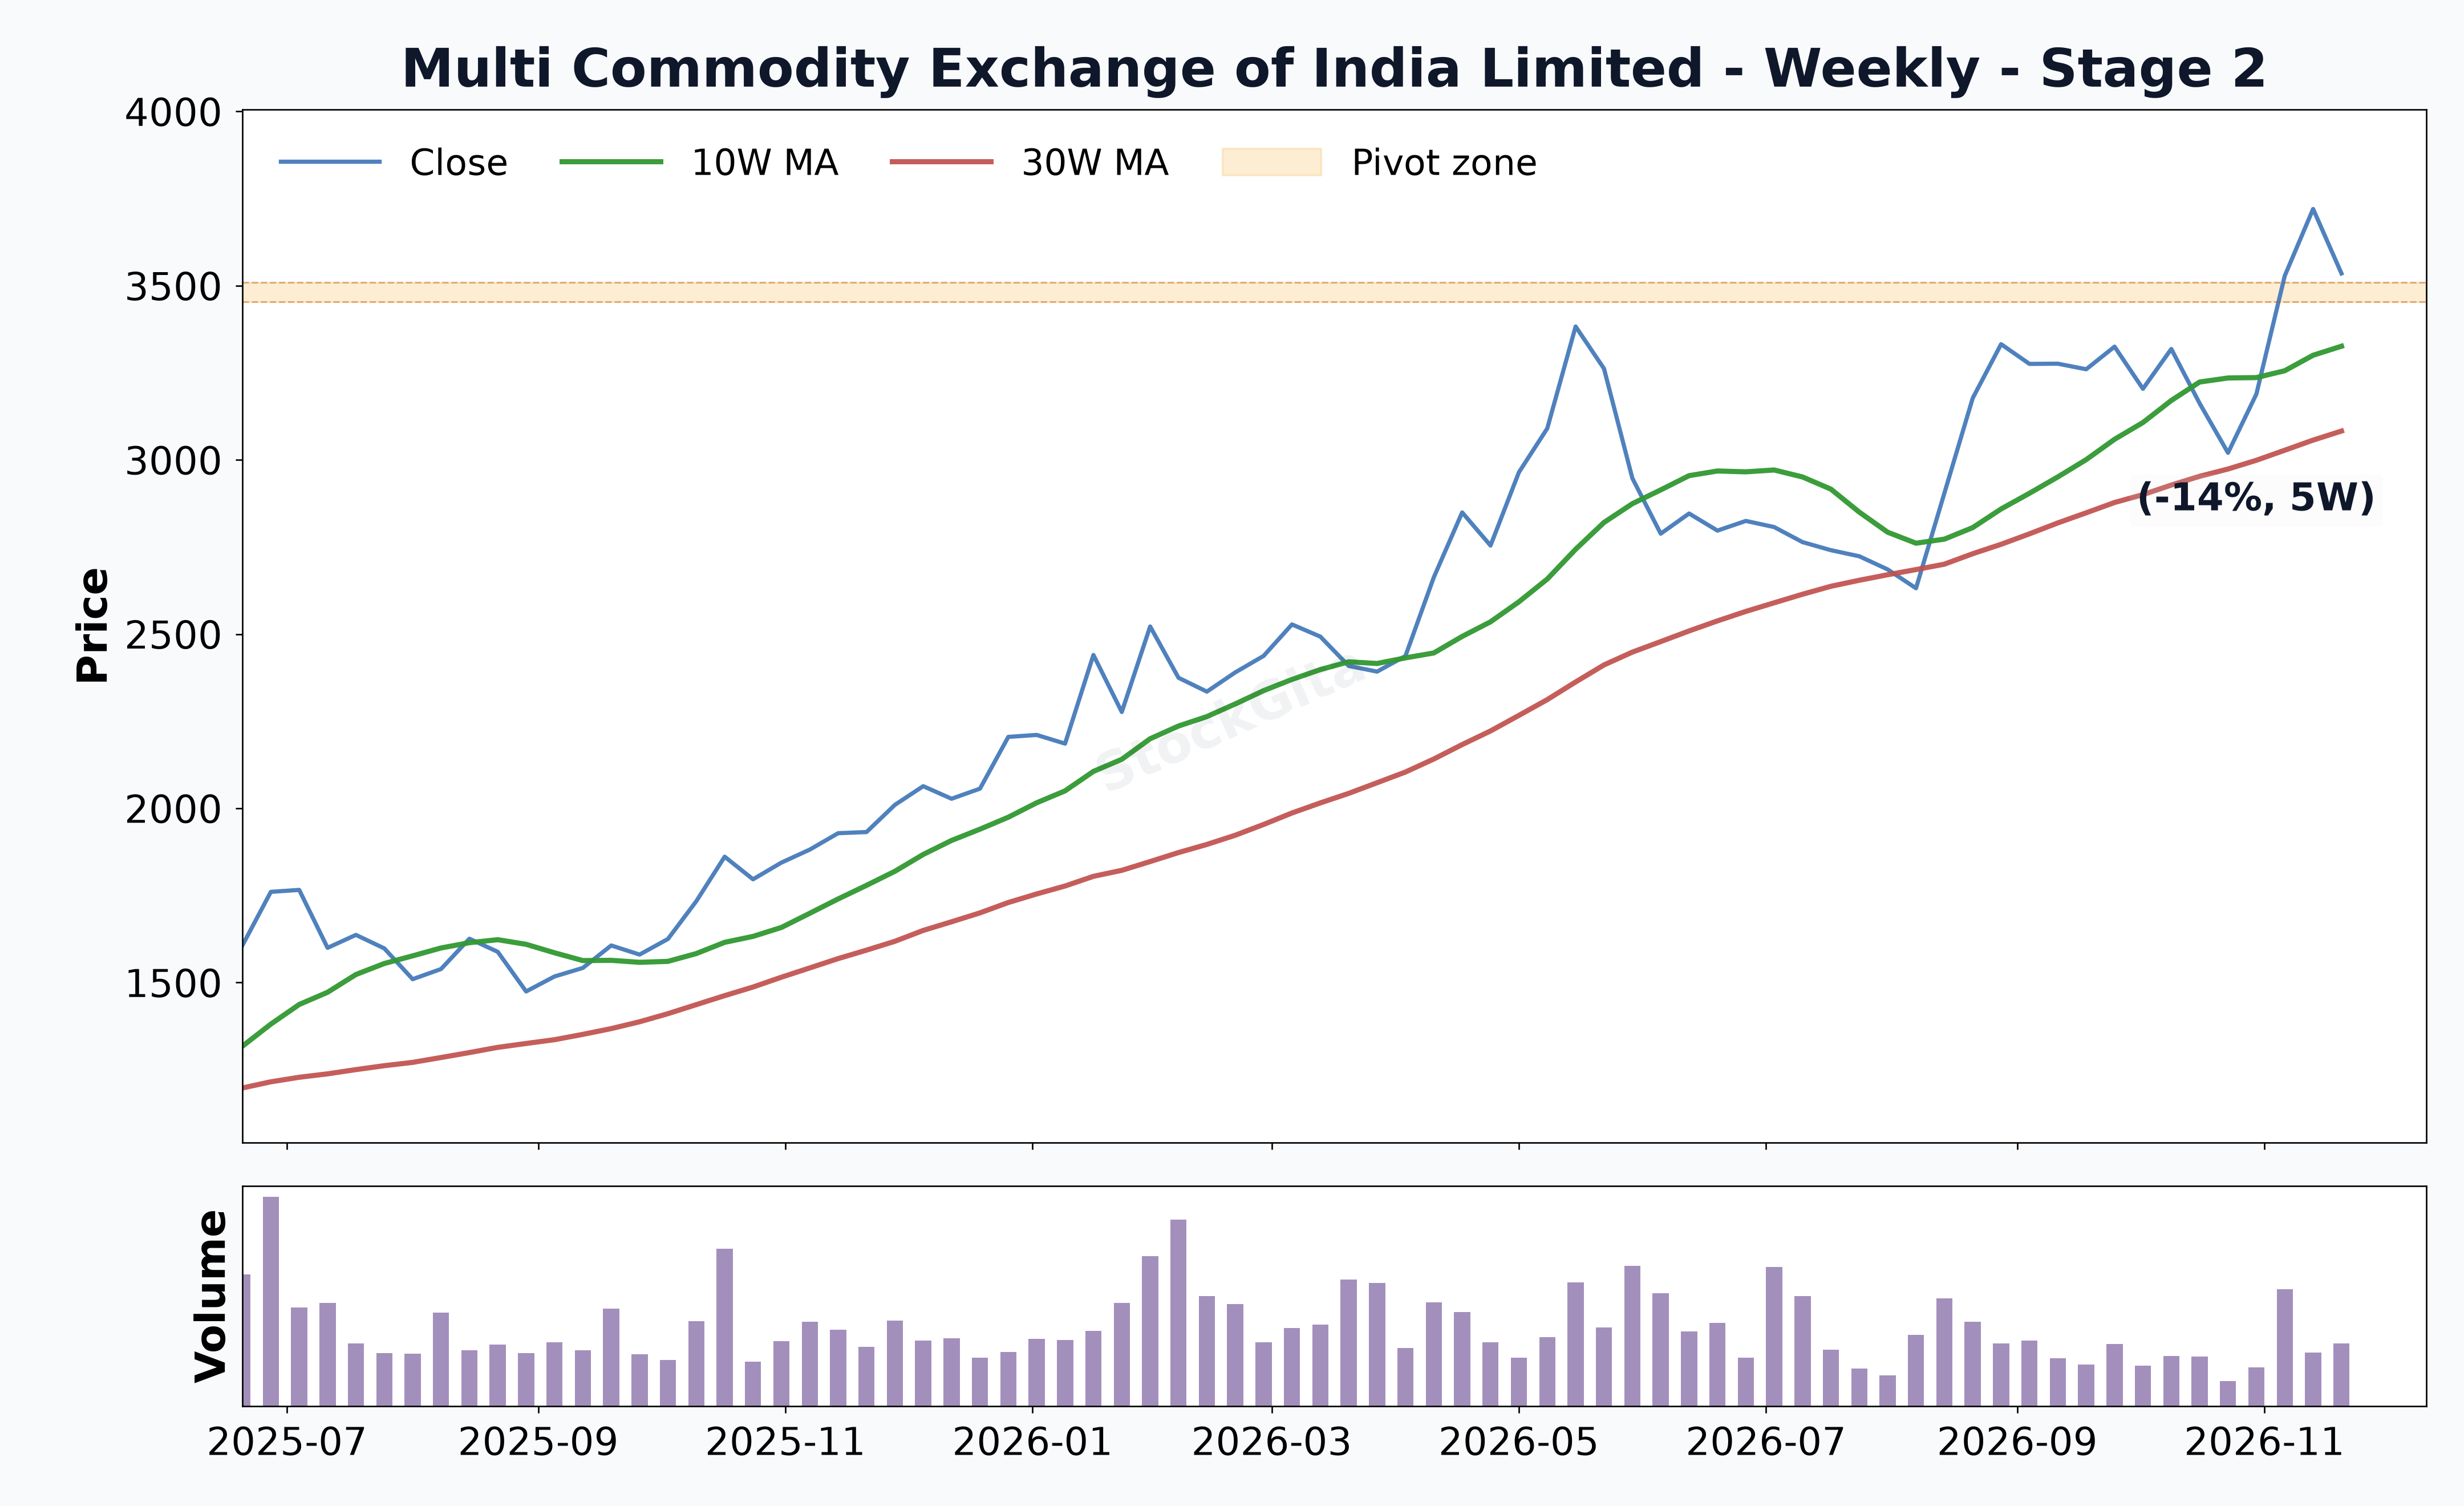 Multi Commodity Exchange of India Limited - Weekly - Stage 2
Close 10W MA 30W MA Pivot zone
4000
3500
3000
2500
2000
1500
Price
(-14%, 5W)
StockGita
Volume
2025-07 2025-09 2025-11 2026-01 2026-03 2026-05 2026-07 2026-09 2026-11